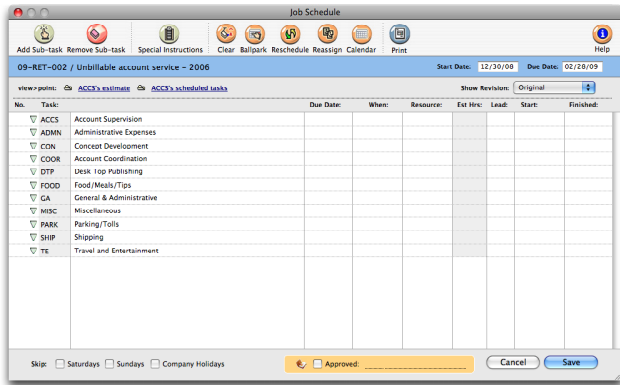 Job Schedule
Add Sub-task Remove Sub-task Special Instructions Clear Ballpark Reschedule Reassign Calendar Print Help
09-RET-002 / Unbillable account service - 2006 Start Date: 12/30/08 Due Date: 02/28/09
view>point: ACCS's estimate ACCS's scheduled tasks Show Revision: Original
No. Task: Due Date: When: Resource: Est Hrs: Lead: Start: Finished:
ACCS Account Supervision
ADMN Administrative Expenses
CON Concept Development
COOR Account Coordination
DTP Desk Top Publishing
FOOD Food/Meals/Tips
GA General & Administrative
MISC Miscellaneous
PARK Parking/Tolls
SHIP Shipping
TE Travel and Entertainment
Skip: Saturdays Sundays Company Holidays Approved: Cancel Save